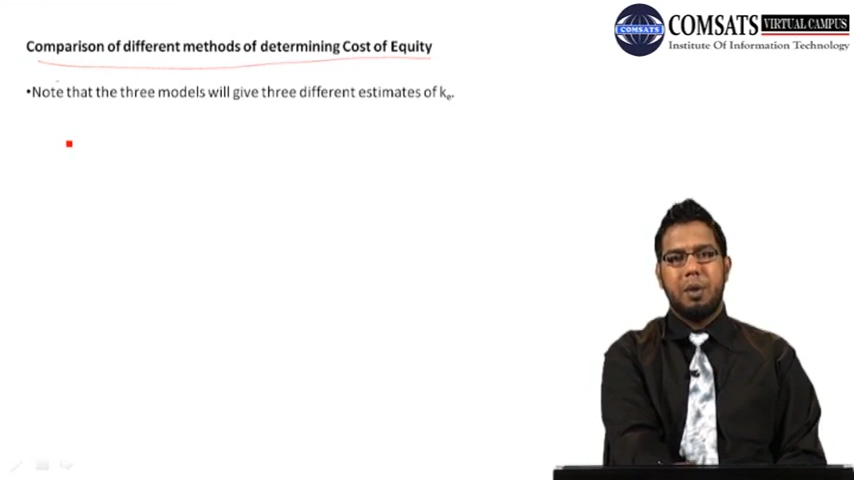 Comparison of different methods of determining Cost of Equity
•Note that the three models will give three different estimates of ke.
COMSATS
COMSATS VIRTUAL CAMPUS
Institute Of Information Technology